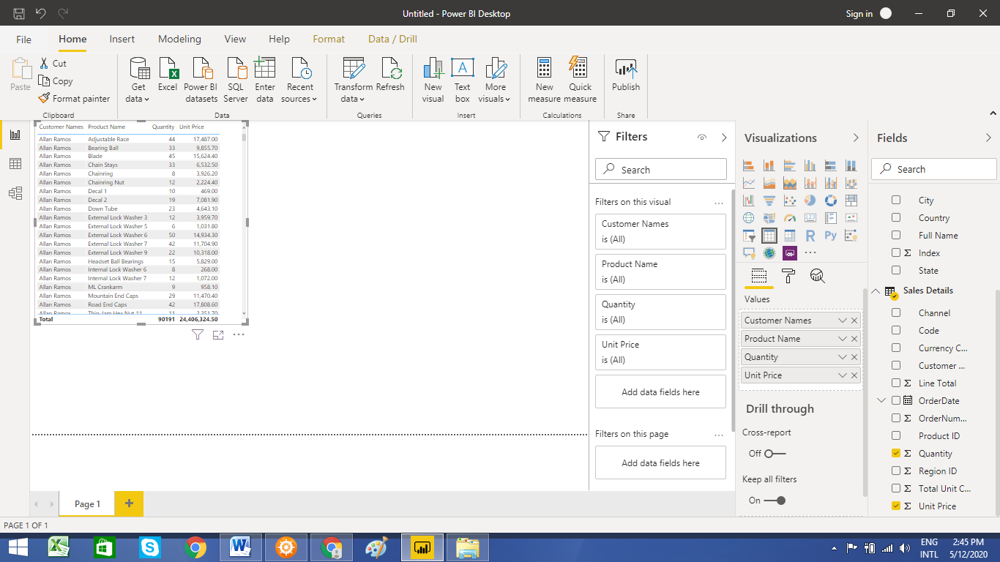 Untitled - Power BI Desktop
Sign in
File Home Insert Modeling View Help Format Data / Drill
Paste
Cut
Copy
Format painter
Clipboard
Get data
Excel
Power BI datasets
SQL Server
Enter data
Recent sources
Data
Transform data
Refresh
Queries
New visual
Text box
More visuals
Insert
New measure
Quick measure
Calculations
Publish
Share
Customer Names Product Name Quantity Unit Price
Allan Ramos Adjustable Race 44 17,487.00
Allan Ramos Bearing Ball 33 9,855.70
Allan Ramos Blade 45 15,624.40
Allan Ramos Chain Stays 33 6,532.50
Allan Ramos Chainring 8 3,926.20
Allan Ramos Chainring Nut 12 2,224.40
Allan Ramos Decal 1 10 469.00
Allan Ramos Decal 2 19 7,081.90
Allan Ramos Down Tube 23 4,643.10
Allan Ramos External Lock Washer 3 12 3,959.70
Allan Ramos External Lock Washer 5 6 1,031.80
Allan Ramos External Lock Washer 6 50 14,934.30
Allan Ramos External Lock Washer 7 42 11,704.90
Allan Ramos External Lock Washer 9 22 10,318.00
Allan Ramos Headset Ball Bearings 15 5,829.00
Allan Ramos Internal Lock Washer 6 8 268.00
Allan Ramos Internal Lock Washer 7 12 1,072.00
Allan Ramos ML Crankarm 9 958.10
Allan Ramos Mountain End Caps 29 11,470.40
Allan Ramos Road End Caps 42 17,808.60
Allan Ramos Thin-Jam Hex Nut 11 11 2,351.70
Total 90191 24,406,324.50
Filters
Search
Filters on this visual ...
Customer Names
is (All)
Product Name
is (All)
Quantity
is (All)
Unit Price
is (All)
Add data fields here
Filters on this page ...
Add data fields here
Visualizations
R Py
123
...
Values
Customer Names
Product Name
Quantity
Unit Price
Drill through
Cross-report
Off
Keep all filters
On
Fields
Search
City
Country
Full Name
Σ Index
State
Sales Details
Channel
Code
Currency C...
Customer ...
Σ Line Total
OrderDate
Σ OrderNum...
Product ID
Σ Quantity
Σ Region ID
Σ Total Unit C...
Σ Unit Price
Page 1
PAGE 1 OF 1
ENG 2:45 PM
INTL 5/12/2020